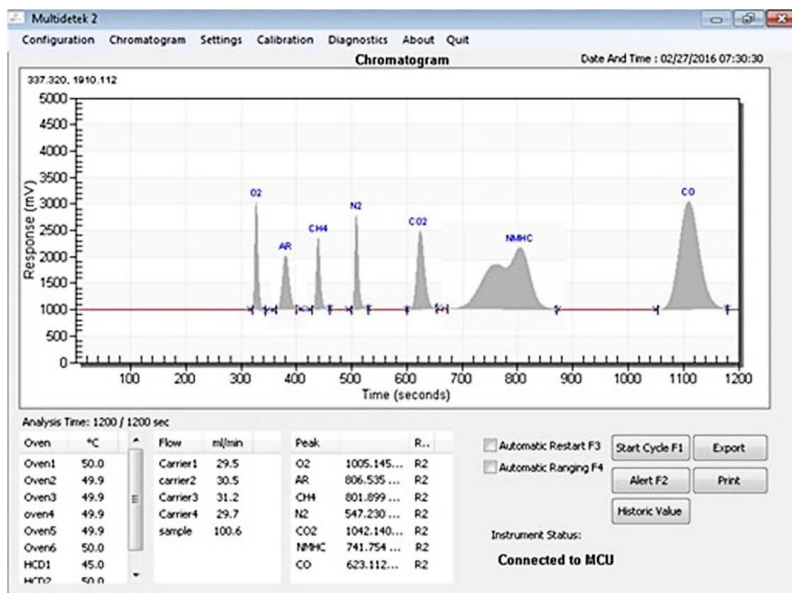 Multidetek 2
Configuration Chromatogram Settings Calibration Diagnostics About Quit
Chromatogram Date And Time : 02/27/2016 07:30:30
337.320, 1910.112
Response (mV)
5000
4500
4000
3500
3000
2500
2000
1500
1000
500
0
O2 AR CH4 N2 CO2 NMHC CO
100 200 300 400 500 600 700 800 900 1000 1100 1200
Time (seconds)
Analysis Time: 1200 / 1200 sec
Oven °C
Oven1 50.0
Oven2 49.9
Oven3 49.9
oven4 49.9
Oven5 49.9
Oven6 50.0
HCD1 45.0
HCD2 50.0
Flow ml/min
Carrier1 29.5
carrier2 30.5
Carrier3 31.2
Carrier4 29.7
sample 100.6
Peak R..
O2 1005.145... R2
AR 806.535 ... R2
CH4 801.899 ... R2
N2 547.230 ... R2
CO2 1042.140... R2
NMHC 741.754 ... R2
CO 623.112... R2
Automatic Restart F3
Automatic Ranging F4
Start Cycle F1 Export
Alert F2 Print
Historic Value
Instrument Status:
Connected to MCU